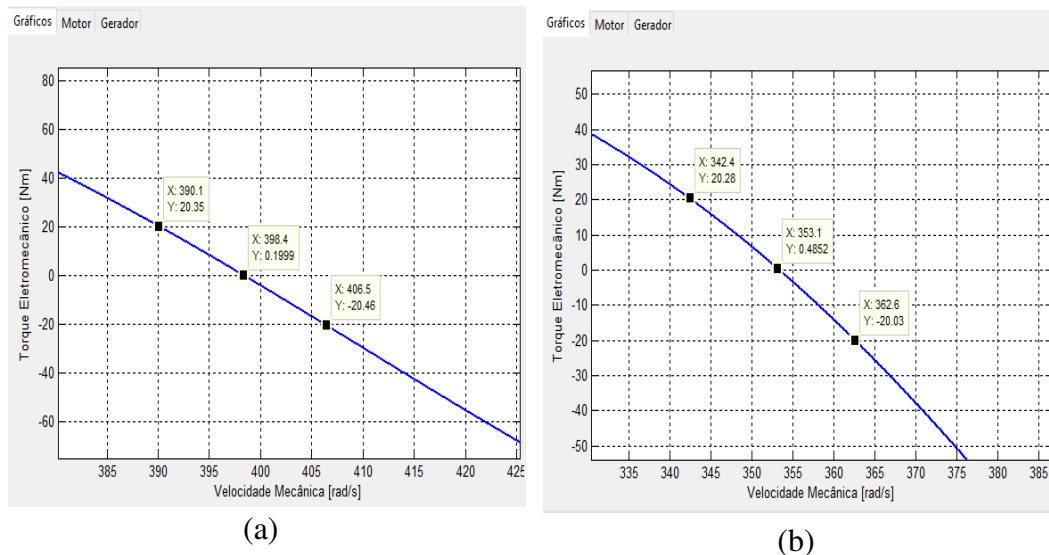 Gráficos Motor Gerador
80
60
40
20
0
-20
-40
-60
Torque Eletromecânico [Nm]
X: 390.1
Y: 20.35
X: 398.4
Y: 0.1999
X: 406.5
Y: -20.46
385 390 395 400 405 410 415 420 425
Velocidade Mecânica [rad/s]
(a)
Gráficos Motor Gerador
50
40
30
20
10
0
-10
-20
-30
-40
-50
Torque Eletromecânico [Nm]
X: 342.4
Y: 20.28
X: 353.1
Y: 0.4852
X: 362.6
Y: -20.03
335 340 345 350 355 360 365 370 375 380 385
Velocidade Mecânica [rad/s]
(b)